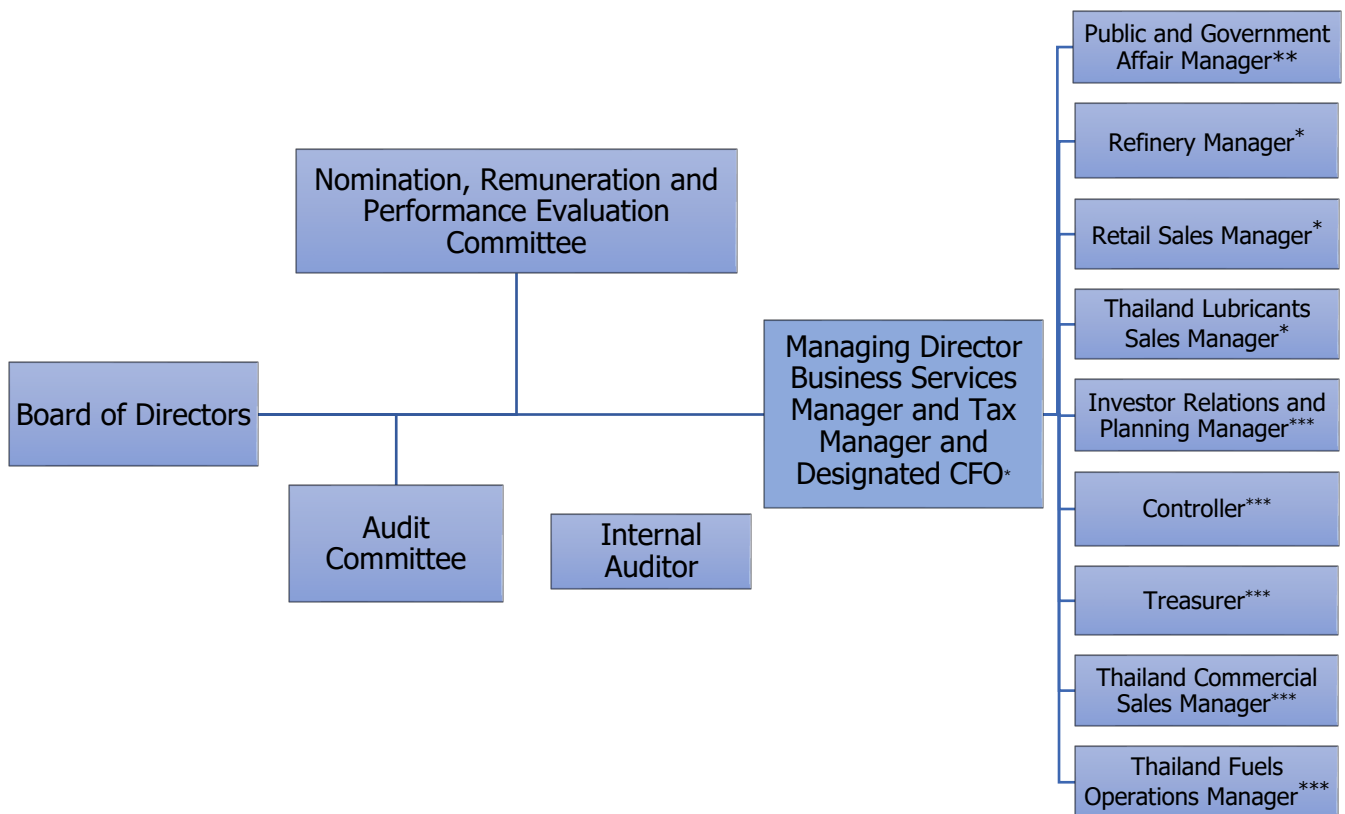 Public and Government
Affair Manager**
Refinery Manager*
Nomination, Remuneration and
Performance Evaluation
Committee
Retail Sales Manager*
Thailand Lubricants
Sales Manager*
Managing Director
Business Services
Manager and Tax
Manager and
Designated CFO*
Board of Directors
Investor Relations and
Planning Manager***
Audit
Committee
Internal
Auditor
Controller***
Treasurer***
Thailand Commercial
Sales Manager***
Thailand Fuels
Operations Manager***